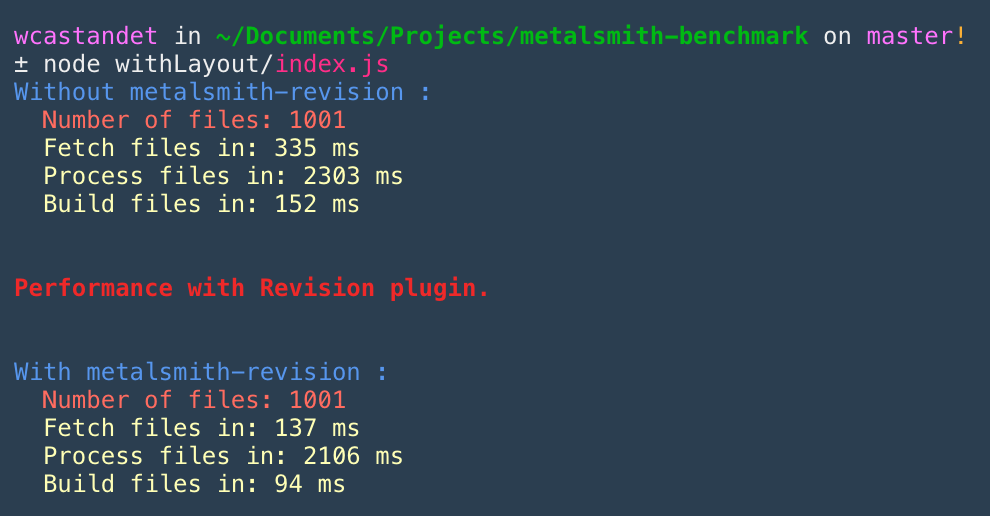 wcastandet in ~/Documents/Projects/metalsmith-benchmark on master!
± node withLayout/index.js
Without metalsmith-revision :
Number of files: 1001
Fetch files in: 335 ms
Process files in: 2303 ms
Build files in: 152 ms
Performance with Revision plugin.
With metalsmith-revision :
Number of files: 1001
Fetch files in: 137 ms
Process files in: 2106 ms
Build files in: 94 ms